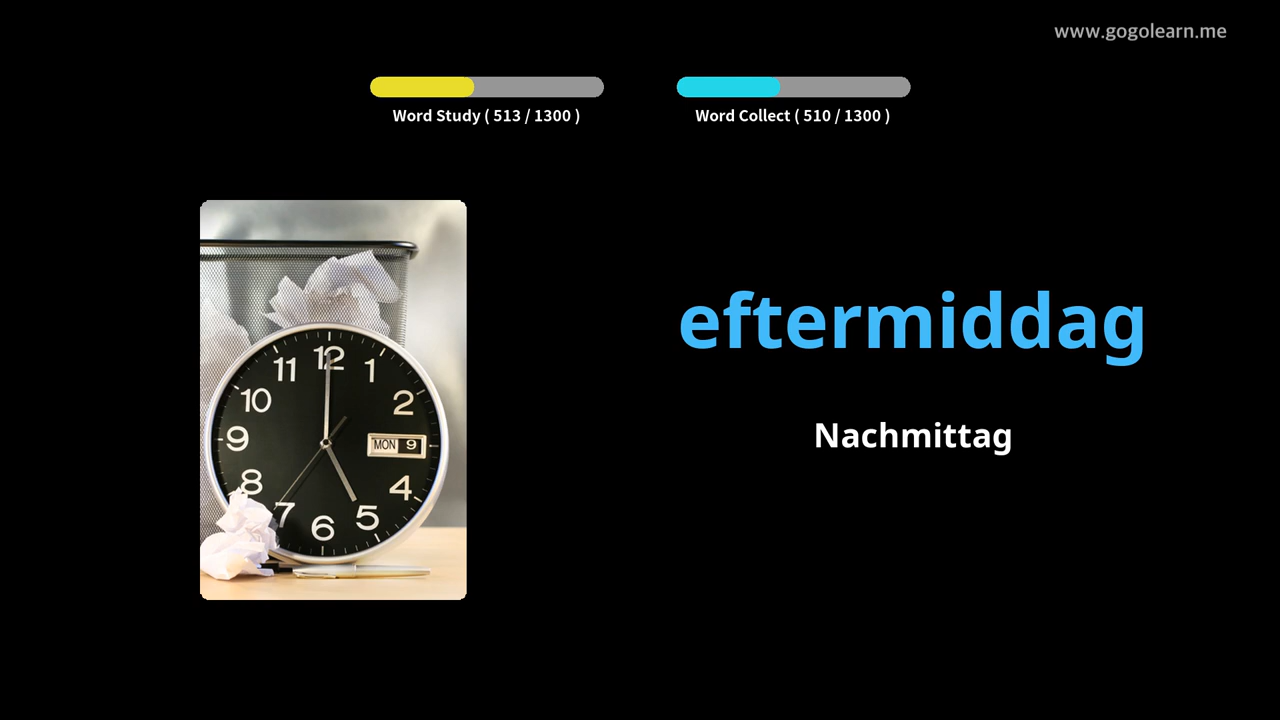 www.gogolearn.me
Word Study ( 513 / 1300 )
Word Collect ( 510 / 1300 )
12
11
1
10
2
9
MON 9
8
4
7
5
6
eftermiddag
Nachmittag